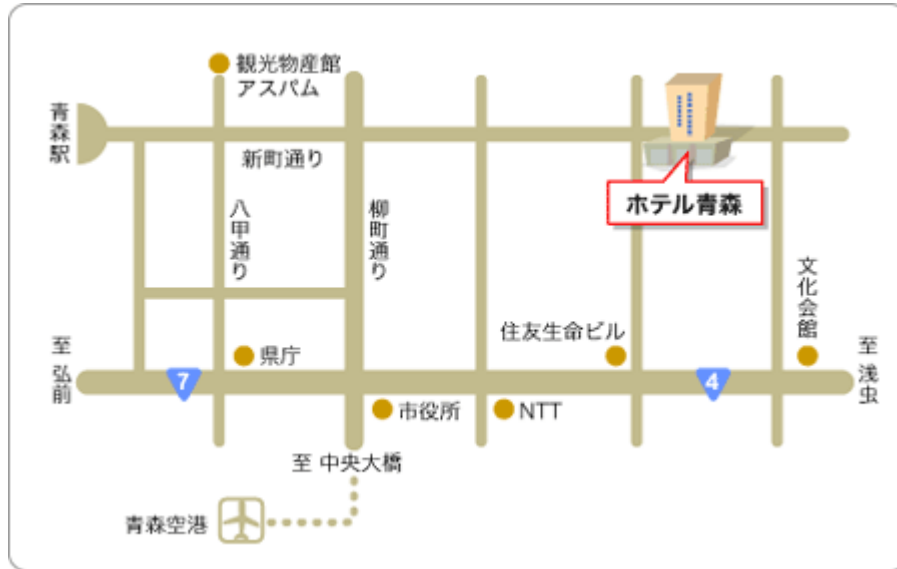 観光物産館
アスパム
青森駅
新町通り
ホテル青森
八甲通り
柳町通り
文化会館
住友生命ビル
至 弘前
県庁
至 浅虫
7
4
市役所
NTT
至 中央大橋
青森空港